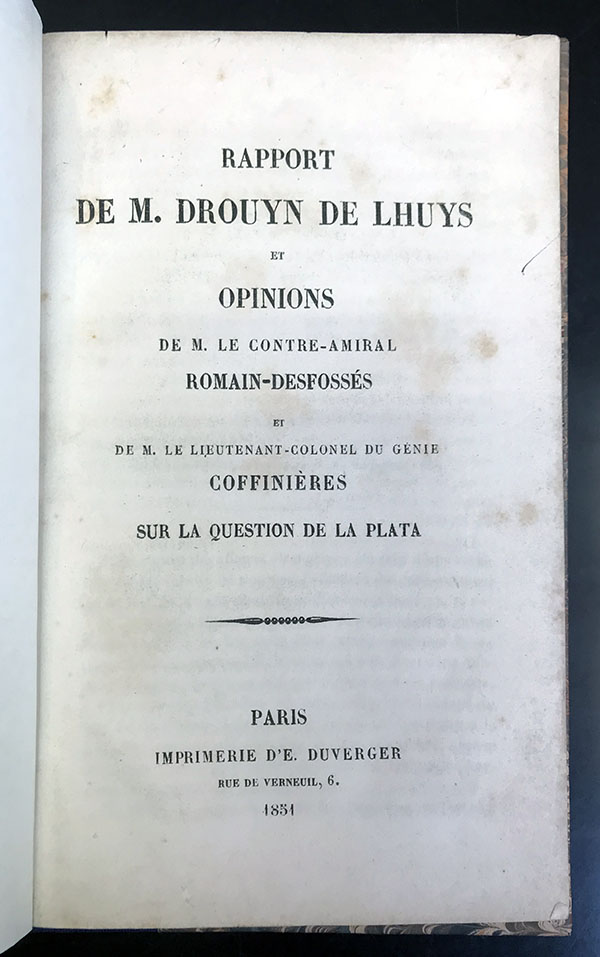 RAPPORT
DE M. DROUYN DE LHUYS
ET
OPINIONS
DE M. LE CONTRE-AMIRAL
ROMAIN-DESFOSSÉS
ET
DE M. LE LIEUTENANT-COLONEL DU GÉNIE
COFFINIÈRES
SUR LA QUESTION DE LA PLATA
PARIS
IMPRIMERIE D'E. DUVERGER
RUE DE VERNEUIL, 6.
1851